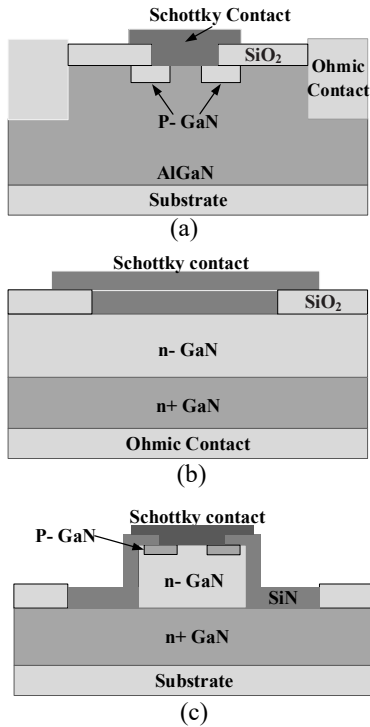 Schottky Contact
SiO2
Ohmic
Contact
P- GaN
AlGaN
Substrate
(a)
Schottky contact
SiO2
n- GaN
n+ GaN
Ohmic Contact
(b)
Schottky contact
P- GaN
n- GaN
SiN
n+ GaN
Substrate
(c)